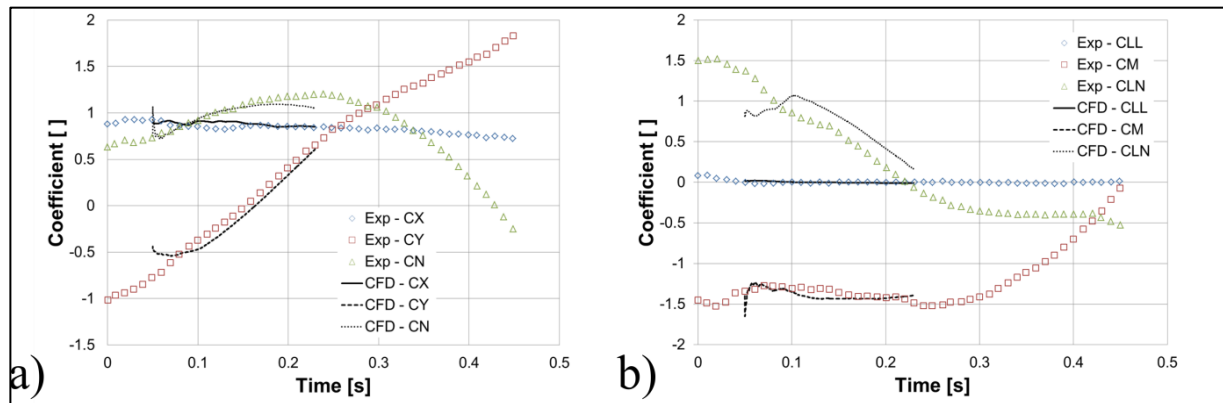 2
1.5
1
0.5
0
-0.5
-1
-1.5
Coefficient [ ]
0
0.1
0.2
0.3
0.4
0.5
Time [s]
Exp - CX
Exp - CY
Exp - CN
CFD - CX
CFD - CY
CFD - CN
a)
2
1.5
1
0.5
0
-0.5
-1
-1.5
-2
Coefficient [ ]
0
0.1
0.2
0.3
0.4
0.5
Time [s]
Exp - CLL
Exp - CM
Exp - CLN
CFD - CLL
CFD - CM
CFD - CLN
b)